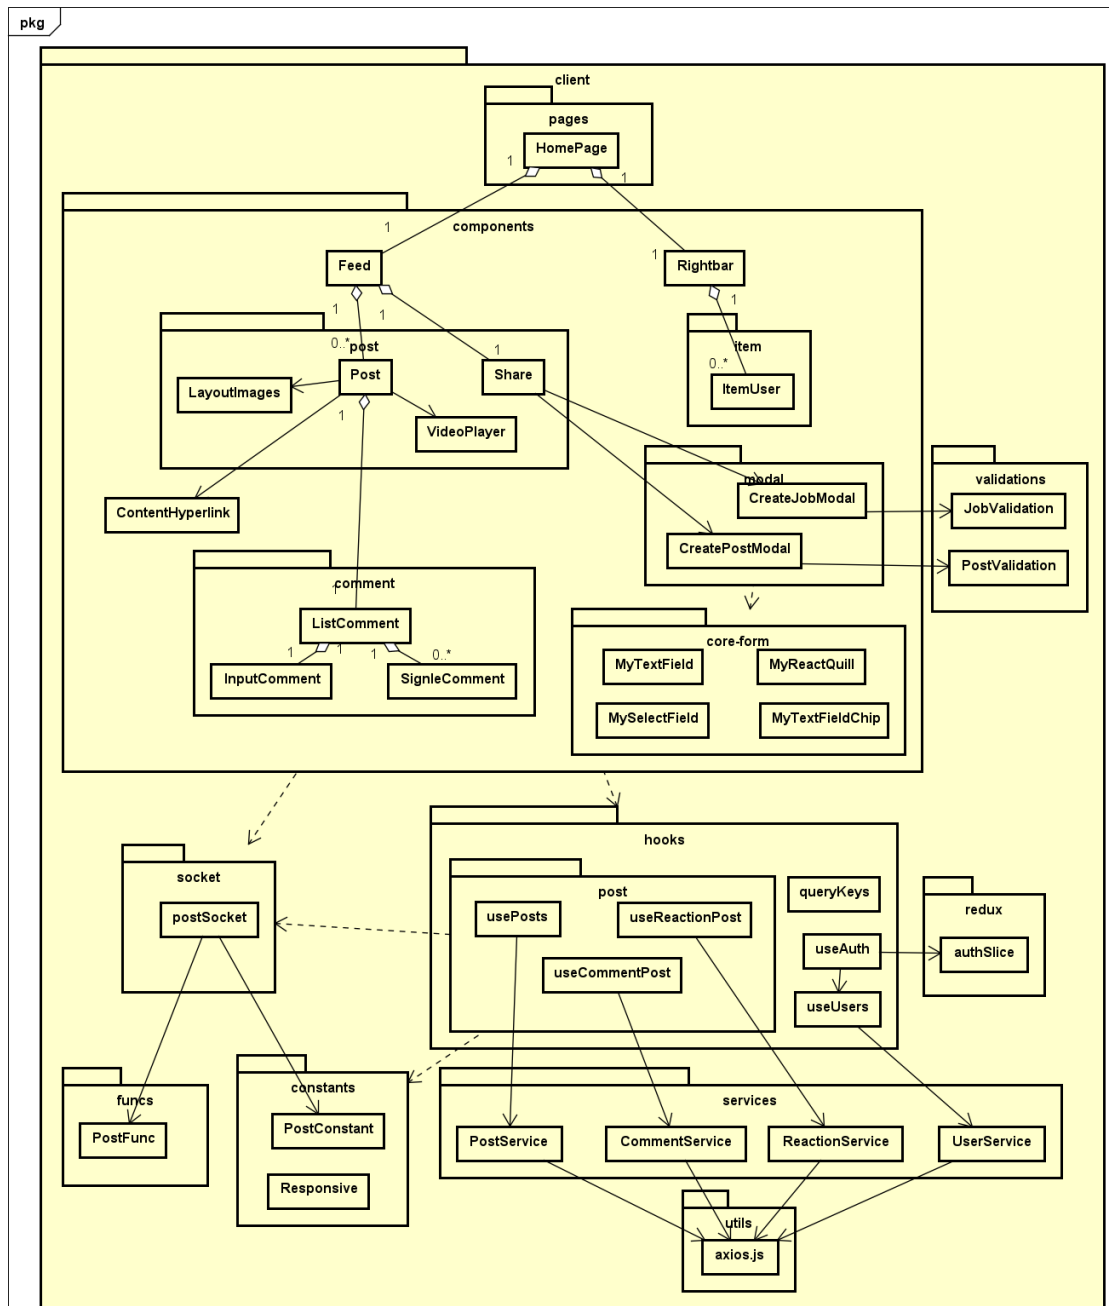 pkg
client
pages
HomePage
1
1
1
components
1
Feed
Rightbar
1
1
1
post
0..*
1
item
0..*
Post
Share
LayoutImages
ItemUser
1
VideoPlayer
modal
validations
CreateJobModal
JobValidation
ContentHyperlink
CreatePostModal
PostValidation
comment
1
ListComment
core-form
1
1
1
0..*
InputComment
SignleComment
MyTextField
MyReactQuill
MySelectField
MyTextFieldChip
hooks
socket
post
queryKeys
redux
postSocket
usePosts
useReactionPost
useAuth
authSlice
useCommentPost
useUsers
funcs
constants
services
PostFunc
PostConstant
PostService
CommentService
ReactionService
UserService
Responsive
utils
axios.js